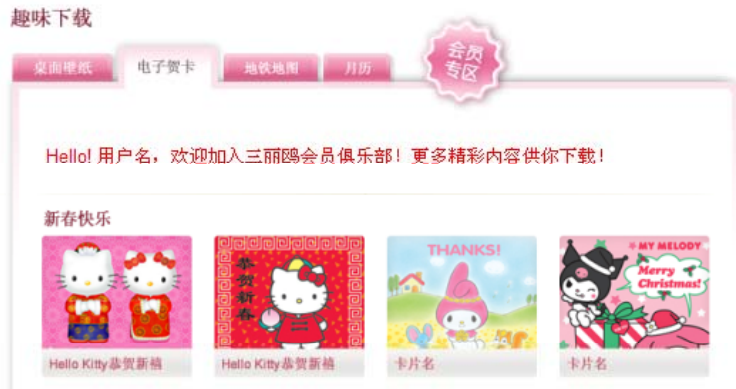 趣味下载
桌面壁纸
电子贺卡
地铁地图
月历
会员
专区
Hello! 用户名，欢迎加入三丽鸥会员俱乐部！更多精彩内容供你下载！
新春快乐
恭贺新春
THANKS!
MY MELODY
Merry
Christmas!
Hello Kitty恭贺新禧
Hello Kitty恭贺新禧
卡片名
卡片名